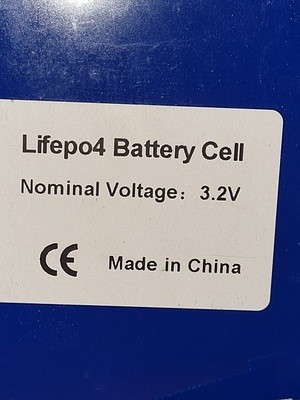 Lifepo4 Battery Cell
Nominal Voltage: 3.2V
CE Made in China